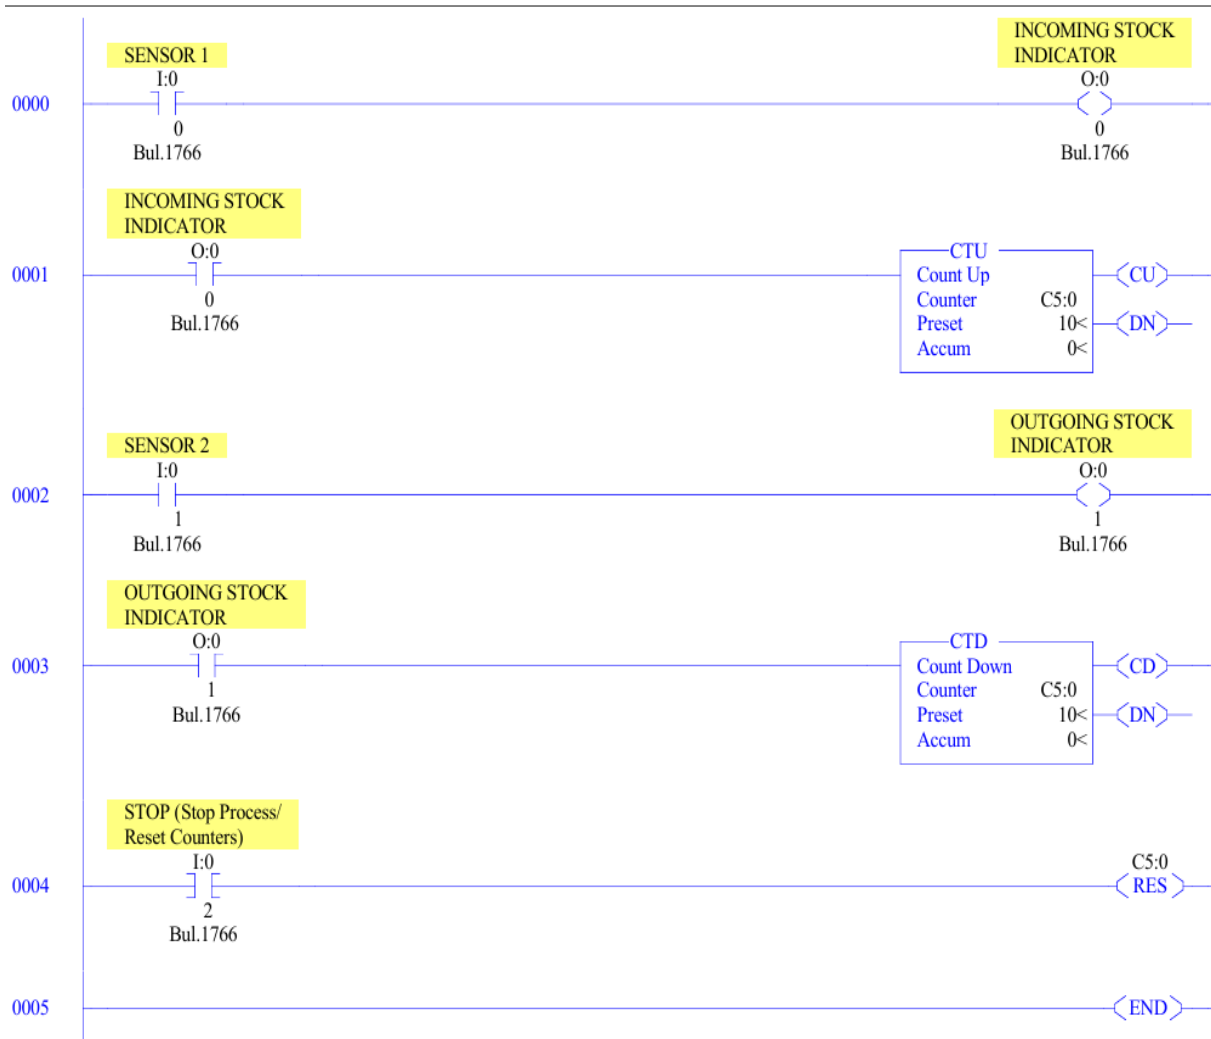 INCOMING STOCK
INDICATOR
SENSOR 1
I:0
O:0
0000
0
0
Bul.1766
Bul.1766
INCOMING STOCK
INDICATOR
O:0
CTU
0001
Count Up
CU
0
Counter C5:0
Bul.1766
Preset 10<
DN
Accum 0<
OUTGOING STOCK
INDICATOR
SENSOR 2
I:0
O:0
0002
1
1
Bul.1766
Bul.1766
OUTGOING STOCK
INDICATOR
O:0
CTD
0003
Count Down
CD
1
Counter C5:0
Bul.1766
Preset 10<
DN
Accum 0<
STOP (Stop Process/
Reset Counters)
I:0
C5:0
0004
RES
2
Bul.1766
0005
END